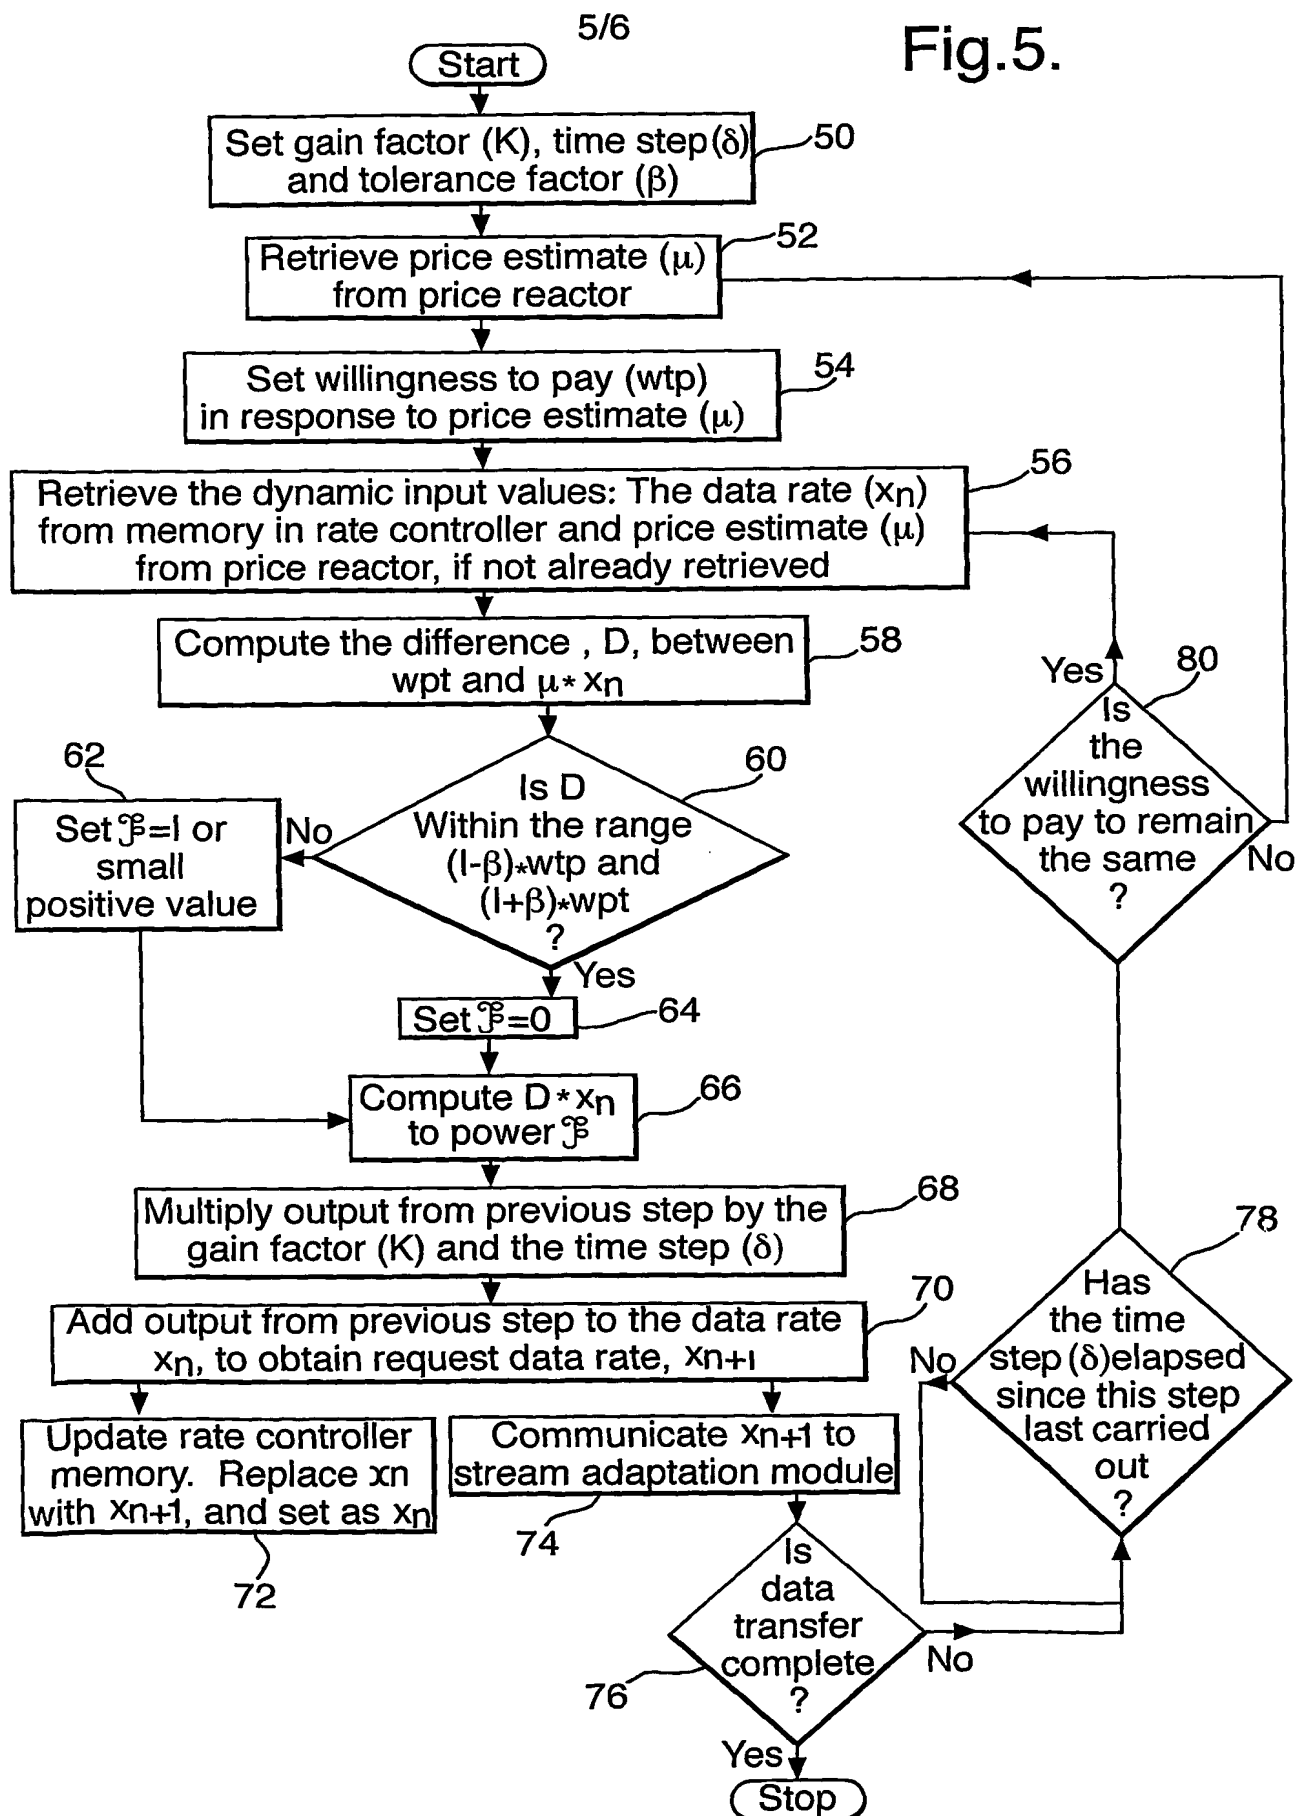 5/6
Fig.5.
Start
Set gain factor (K), time step(δ)
and tolerance factor (β)
50
Retrieve price estimate (μ)
from price reactor
52
Set willingness to pay (wtp)
in response to price estimate (μ)
54
Retrieve the dynamic input values: The data rate (xn)
from memory in rate controller and price estimate (μ)
from price reactor, if not already retrieved
56
Compute the difference , D, between
wpt and μ* xn
58
Is D
Within the range
(I-β)*wtp and
(I+β)*wpt
?
60
No
62
Set ℱ=I or
small
positive value
Yes
Set ℱ=0
64
Compute D*xn
to power ℱ
66
Multiply output from previous step by the
gain factor (K) and the time step (δ)
68
Add output from previous step to the data rate
xn, to obtain request data rate, xn+1
70
Update rate controller
memory. Replace xn
with xn+1, and set as xn
72
Communicate xn+1 to
stream adaptation module
74
Is
data
transfer
complete
?
76
No
Yes
Stop
Has
the time
step (δ)elapsed
since this step
last carried
out
?
78
No
Is
the
willingness
to pay to remain
the same
?
80
Yes
No